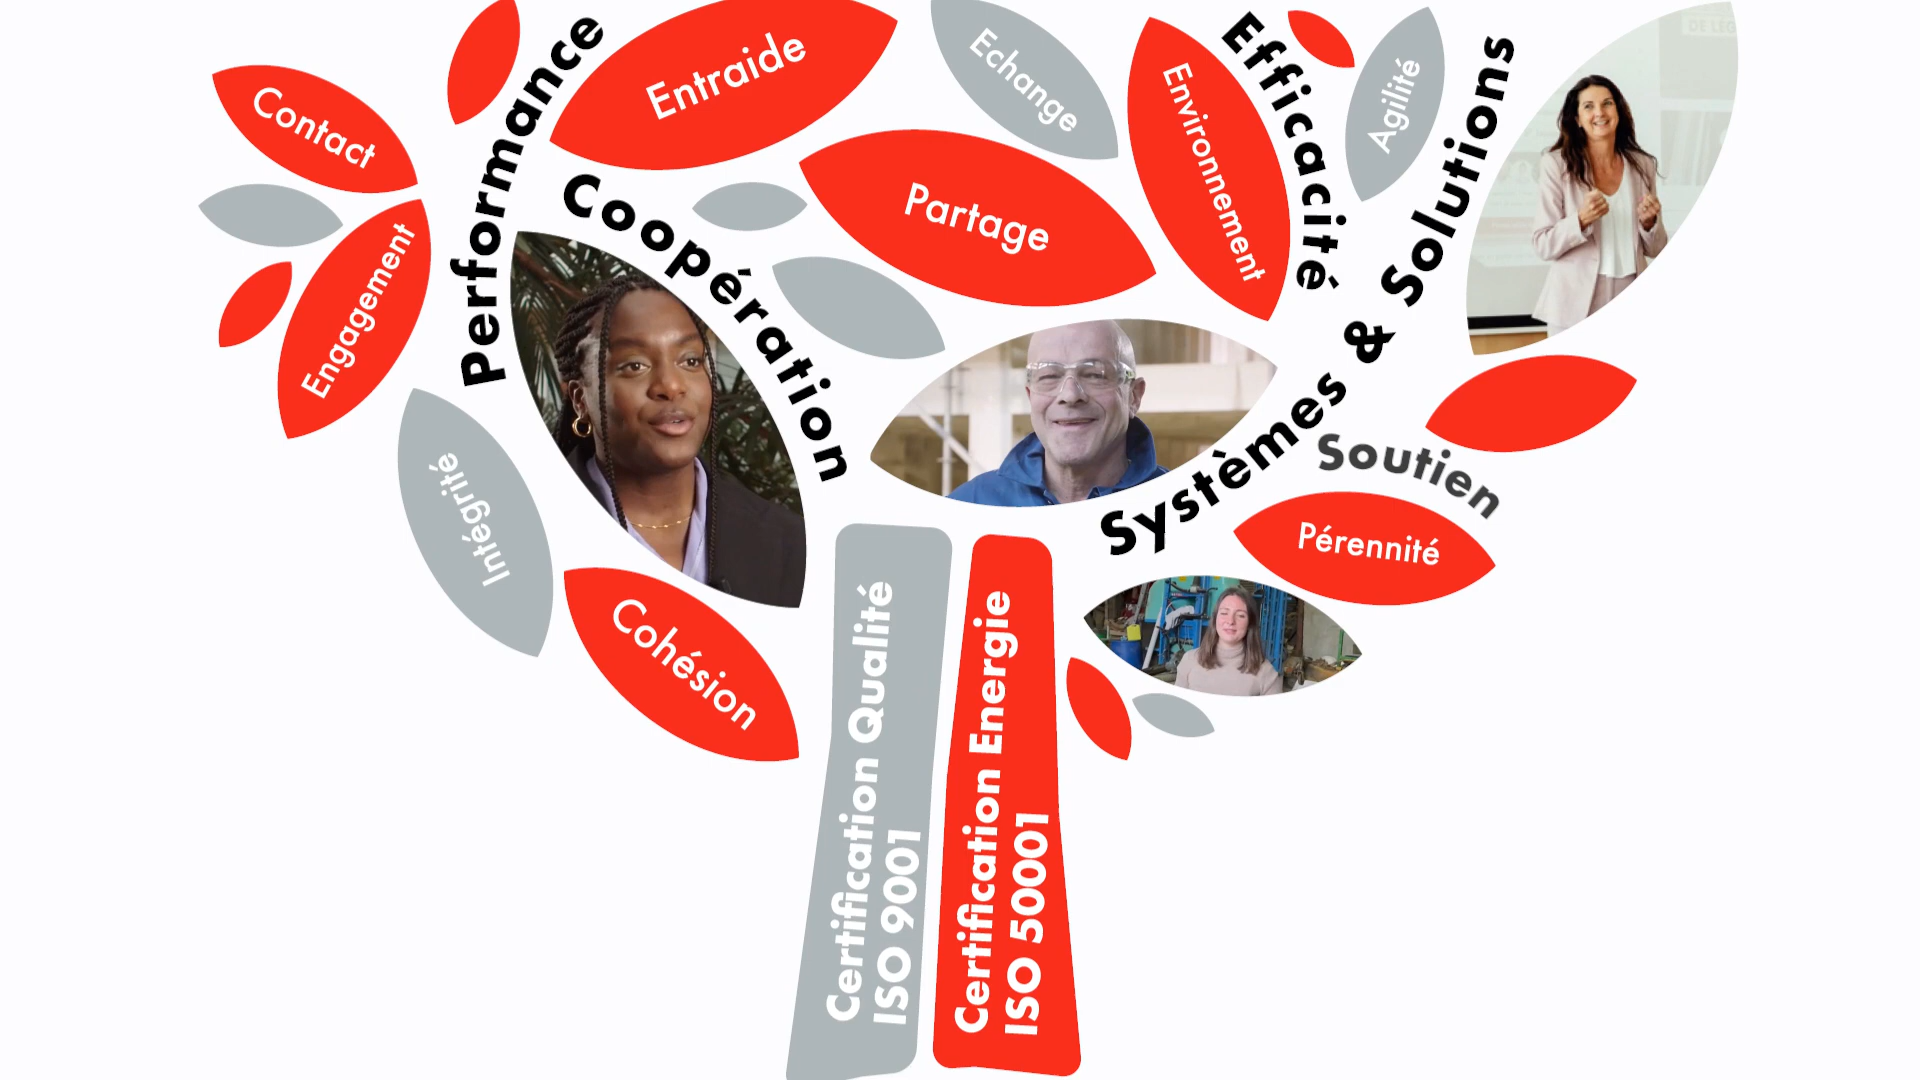 Performance
Entraide
Echange
Environnement
Efficacité
Agilité
Systèmes & Solutions
Contact
Coopération
Partage
Engagement
Intégrité
Soutien
Pérennité
Cohésion
Certification Qualité
ISO 9001
Certification Energie
ISO 50001